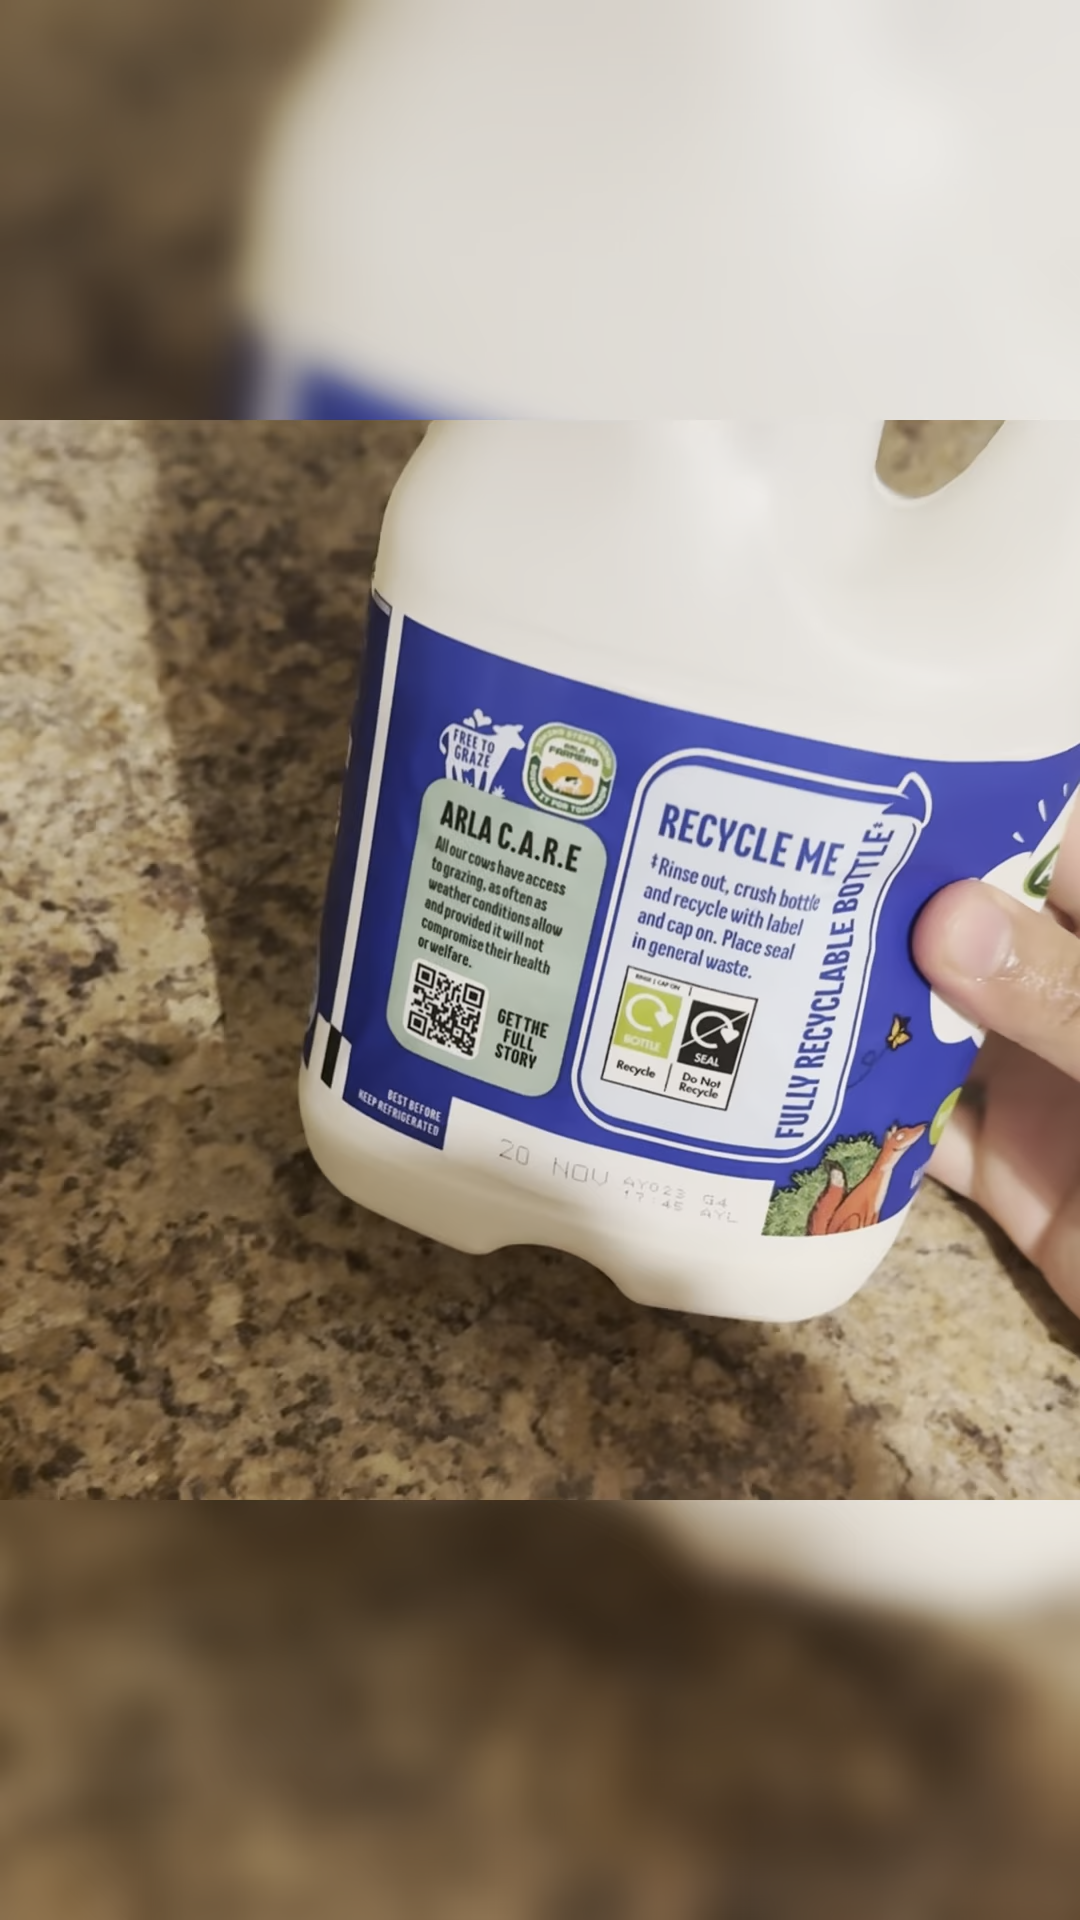 FREE TO
GRAZE
ARLA
FARMERS
ARLA C.A.R.E
All our cows have access
to grazing, as often as
weather conditions allow
and provided it will not
compromise their health
or welfare.
GET THE
FULL
STORY
RECYCLE ME
‡Rinse out, crush bottle
and recycle with label
and cap on. Place seal
in general waste.
RINSE | CAP ON
BOTTLE
SEAL
Recycle
Do Not
Recycle
FULLY RECYCLABLE BOTTLE‡
BEST BEFORE
KEEP REFRIGERATED
20 NOV
AY023 G4
17:45 AYL